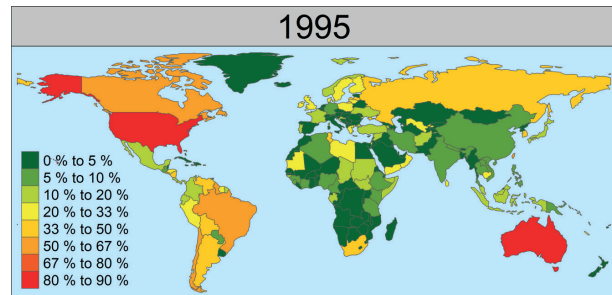 1995
0 % to 5 %
5 % to 10 %
10 % to 20 %
20 % to 33 %
33 % to 50 %
50 % to 67 %
67 % to 80 %
80 % to 90 %